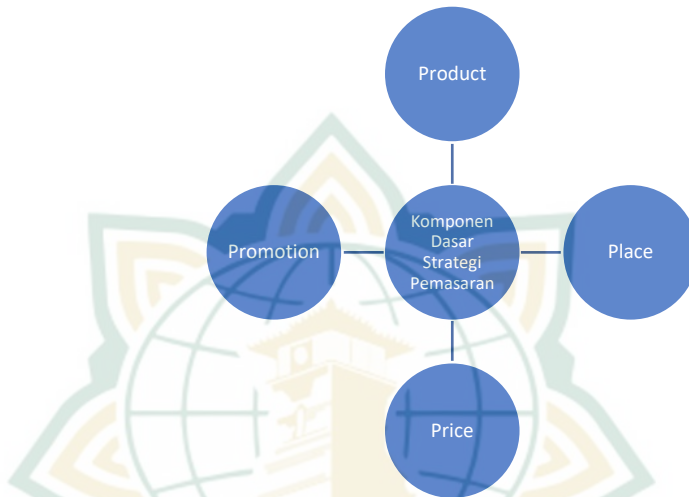 Product
Promotion
Komponen
Dasar
Strategi
Pemasaran
Place
Price